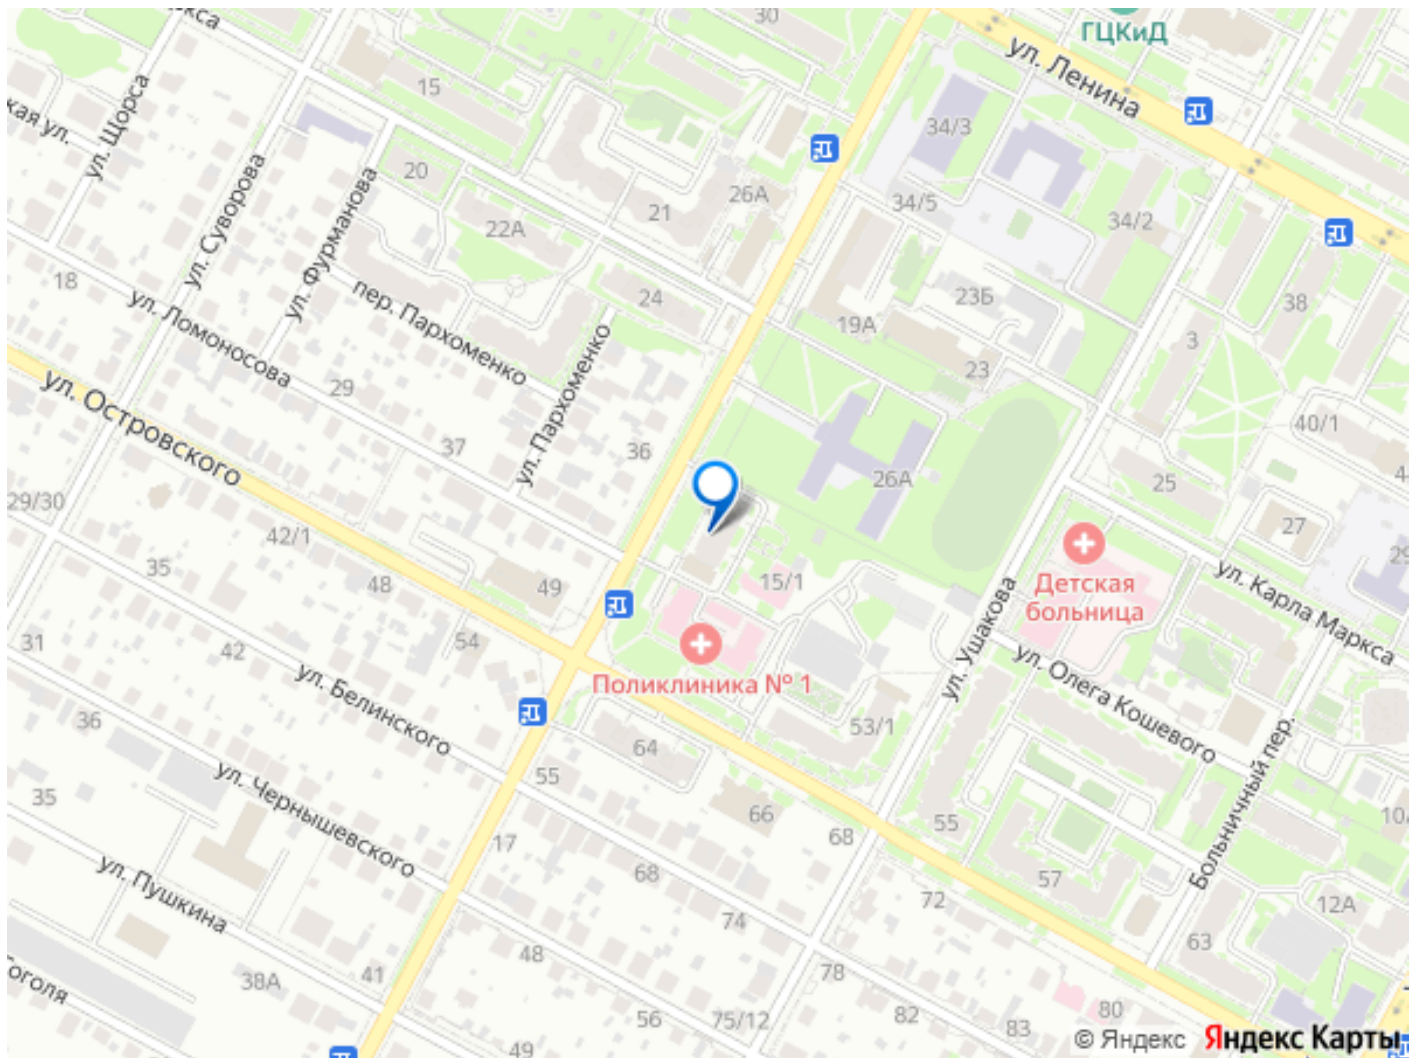 30
ГЦКиД
ул. Ленина
15
ул. Щорса
кая ул.
34/3
20
ул. Суворова
ул. Фурманова
26А
21
34/5
34/2
22А
18
ул. Ломоносова
пер. Пархоменко
24
23Б
38
19А
3
23
29
ул. Островского
ул. Пархоменко
37
36
40/1
26А
25
29/30
27
42/1
35
48
49
15/1
Детская
больница
ул. Карла Маркса
54
31
42
ул. Белинского
Поликлиника № 1
ул. Ушакова
ул. Олега Кошевого
36
64
53/1
Больничный пер.
55
ул. Чернышевского
35
66
55
17
68
68
57
ул. Пушкина
72
12А
74
63
48
78
38А
41
56
75/12
82
83
80
49
© Яндекс
Яндекс Карты